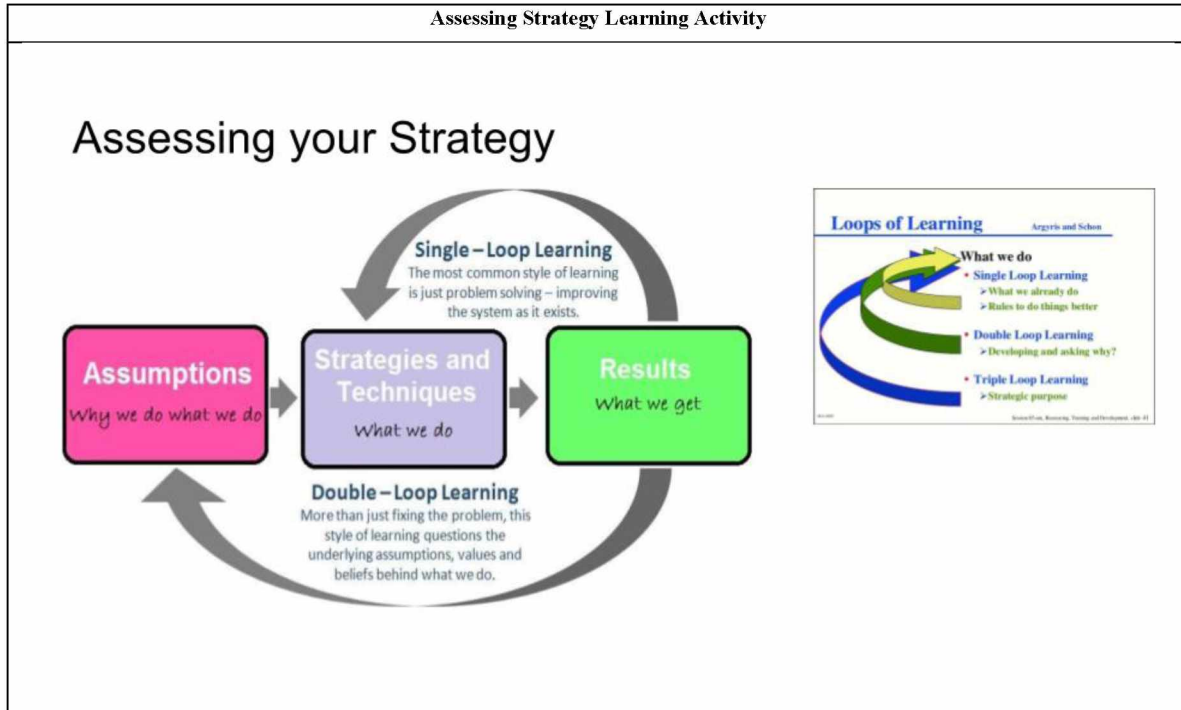 Assessing Strategy Learning Activity
Assessing your Strategy
Single – Loop Learning
The most common style of learning
is just problem solving – improving
the system as it exists.
Assumptions
Why we do what we do
Strategies and
Techniques
What we do
Results
What we get
Double – Loop Learning
More than just fixing the problem, this
style of learning questions the
underlying assumptions, values and
beliefs behind what we do.
Loops of Learning
Argyris and Schon
What we do
• Single Loop Learning
➢What we already do
➢Rules to do things better
• Double Loop Learning
➢Developing and asking why?
• Triple Loop Learning
➢Strategic purpose
Training and Development, slide 41